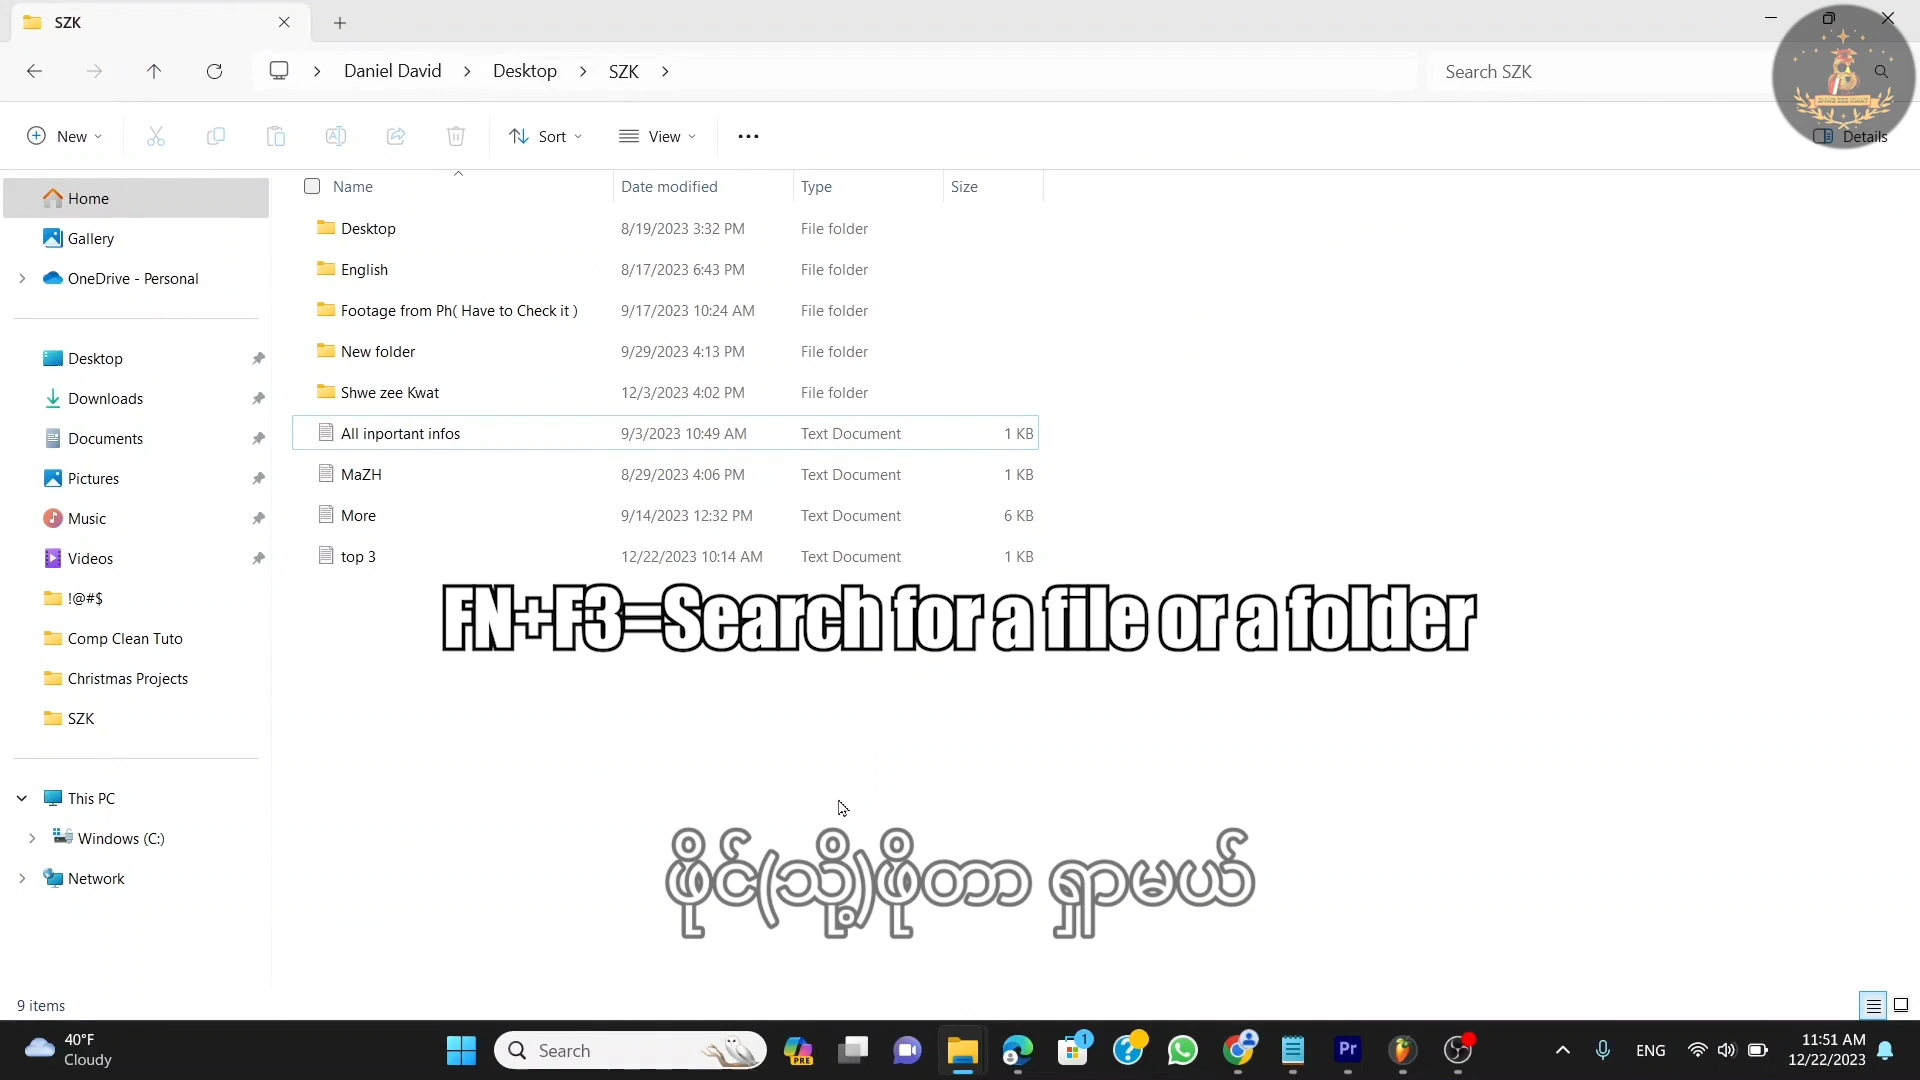 SZK
Daniel David > Desktop > SZK >
Search SZK
New
Sort
View
Details
Name Date modified Type Size
Home
Gallery
OneDrive - Personal
Desktop
Downloads
Documents
Pictures
Music
Videos
!@#$
Comp Clean Tuto
Christmas Projects
SZK
This PC
Windows (C:)
Network
Desktop 8/19/2023 3:32 PM File folder
English 8/17/2023 6:43 PM File folder
Footage from Ph( Have to Check it ) 9/17/2023 10:24 AM File folder
New folder 9/29/2023 4:13 PM File folder
Shwe zee Kwat 12/3/2023 4:02 PM File folder
All inportant infos 9/3/2023 10:49 AM Text Document 1 KB
MaZH 8/29/2023 4:06 PM Text Document 1 KB
More 9/14/2023 12:32 PM Text Document 6 KB
top 3 12/22/2023 10:14 AM Text Document 1 KB
FN+F3=Search for a file or a folder
ဖိုင်(သို့)ဖိုတာ ရှာမယ်
9 items
40°F
Cloudy
Search
PRE
1
Pr
ENG
11:51 AM
12/22/2023